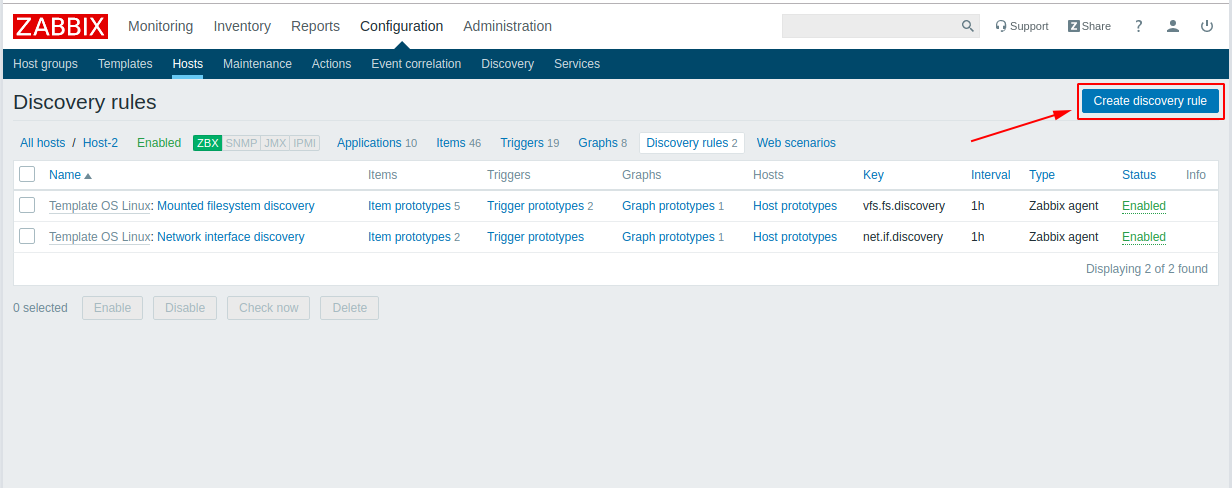 ZABBIX Monitoring Inventory Reports Configuration Administration Support Z Share ?
Host groups Templates Hosts Maintenance Actions Event correlation Discovery Services
Discovery rules Create discovery rule
All hosts / Host-2 Enabled ZBX SNMP JMX IPMI Applications 10 Items 46 Triggers 19 Graphs 8 Discovery rules 2 Web scenarios
Name Items Triggers Graphs Hosts Key Interval Type Status Info
Template OS Linux: Mounted filesystem discovery Item prototypes 5 Trigger prototypes 2 Graph prototypes 1 Host prototypes vfs.fs.discovery 1h Zabbix agent Enabled
Template OS Linux: Network interface discovery Item prototypes 2 Trigger prototypes Graph prototypes 1 Host prototypes net.if.discovery 1h Zabbix agent Enabled
Displaying 2 of 2 found
0 selected Enable Disable Check now Delete